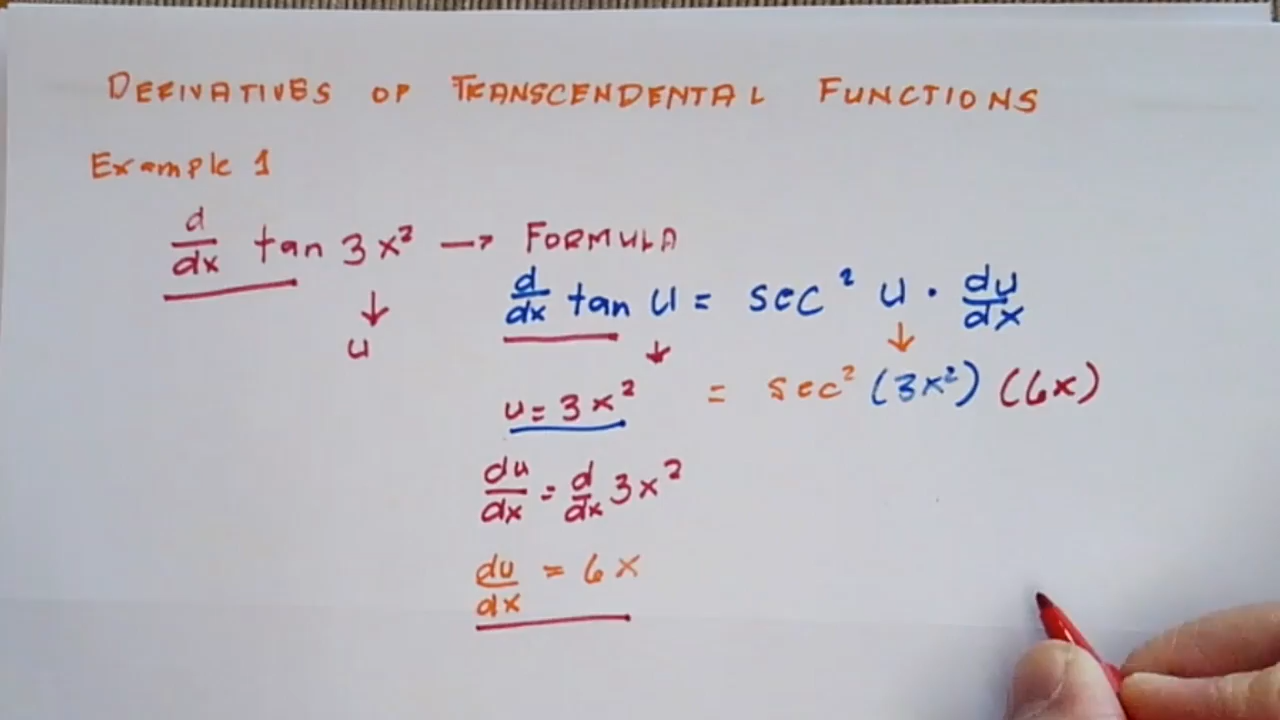 DERIVATIVES OF TRANSCENDENTAL FUNCTIONS
Example 1
d/dx tan 3x² → FORMULA
d/dx tan u = sec² u · du/dx
↓ u
↓ ↓
u = 3x² = sec² (3x²) (6x)
du/dx = d/dx 3x²
du/dx = 6x